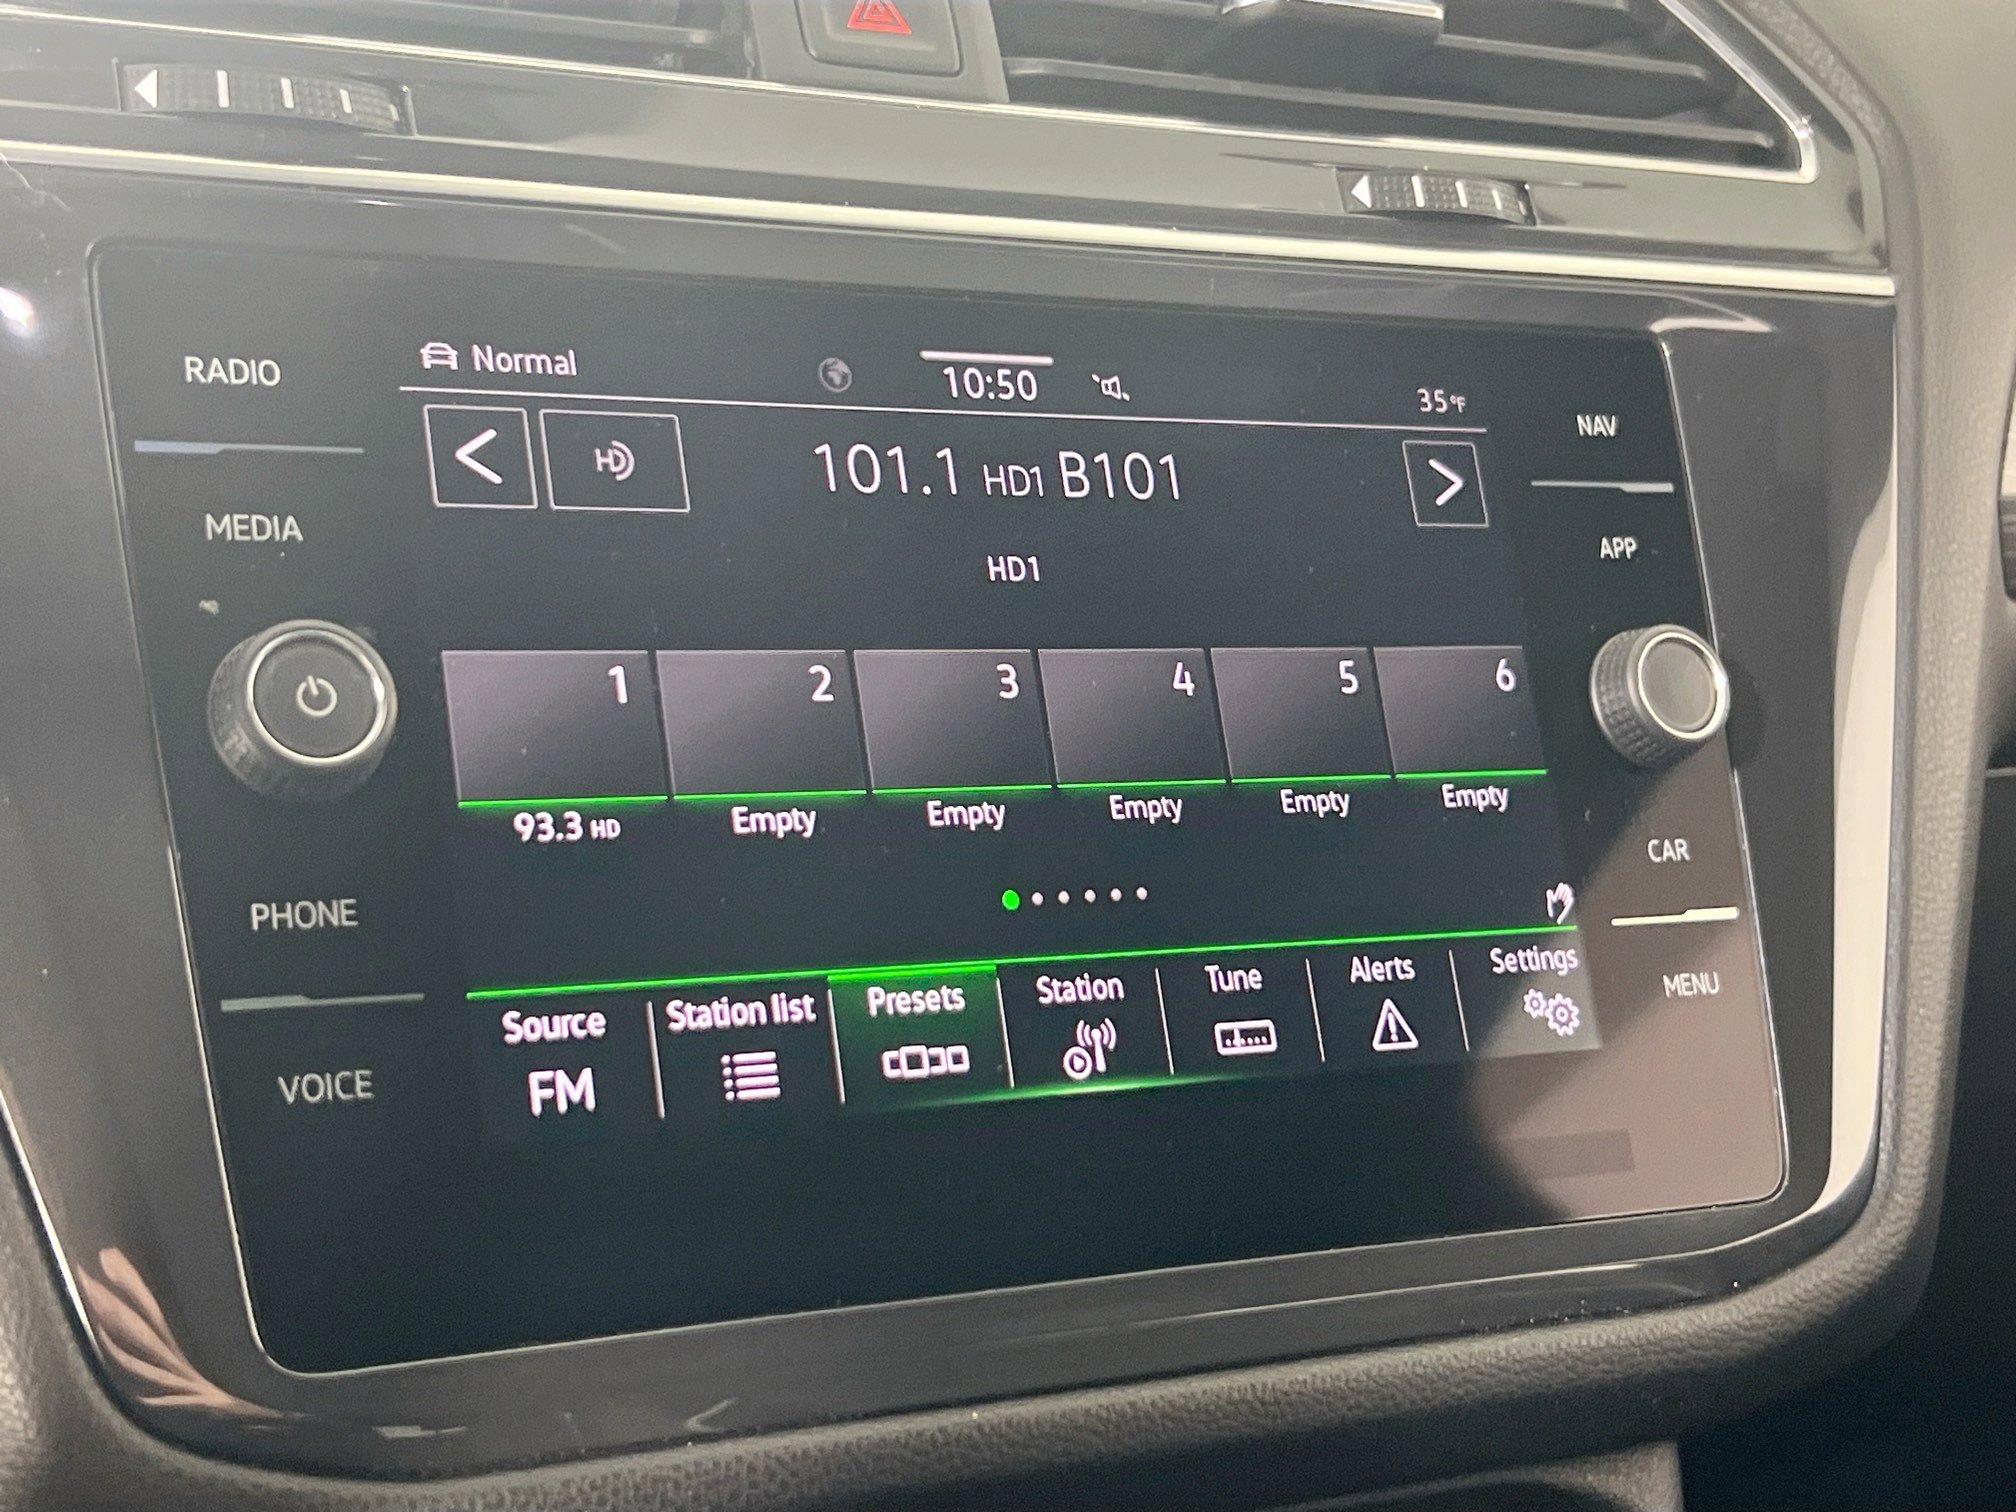 RADIO
MEDIA
PHONE
VOICE
Normal
10:50
35°F
HD
101.1 HD1 B101
HD1
1 2 3 4 5 6
93.3 HD Empty Empty Empty Empty Empty
Source Station list Presets Station Tune Alerts Settings
FM
NAV
APP
CAR
MENU